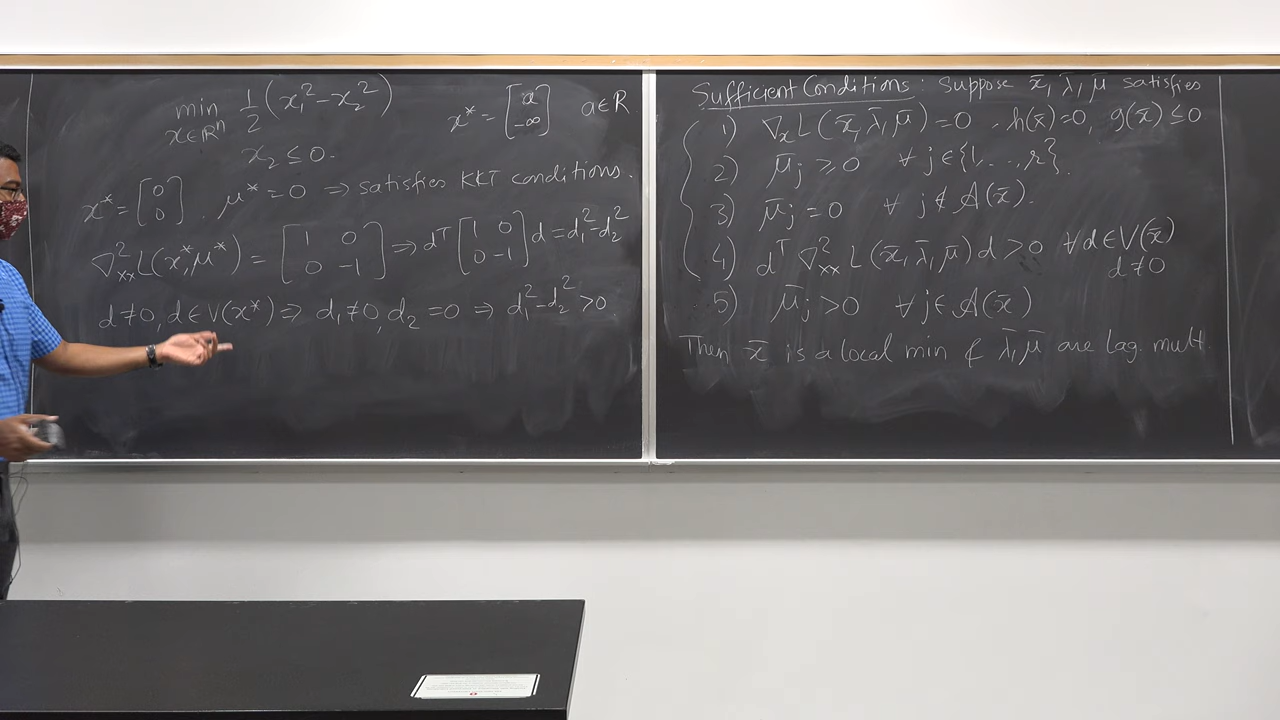 min ½(x₁²−x₂²)   x* = [a; −∞]   a∈ℝ
x∈ℝⁿ
x₂ ≤ 0.
x* = [0; 0], μ* = 0 ⇒ satisfies KKT conditions.
∇²ₓₓL(x*,μ*) = [1 0; 0 −1] ⇒ dᵀ[1 0; 0 −1]d = d₁²−d₂²
d≠0, d∈V(x*) ⇒ d₁≠0, d₂ = 0 ⇒ d₁²−d₂² > 0
Sufficient Conditions : Suppose x̄, λ̄, μ̄ satisfies
1) ∇ₓL(x̄,λ̄,μ̄) = 0, h(x̄)=0, g(x̄) ≤ 0
2) μ̄ⱼ ≥ 0 ∀ j∈{1,...,r}.
3) μ̄ⱼ = 0 ∀ j∉A(x̄).
4) dᵀ∇²ₓₓL(x̄,λ̄,μ̄)d > 0 ∀d∈V(x̄)
d≠0
5) μ̄ⱼ > 0 ∀ j∈A(x̄)
Then x̄ is a local min & λ̄, μ̄ are lag. mult.